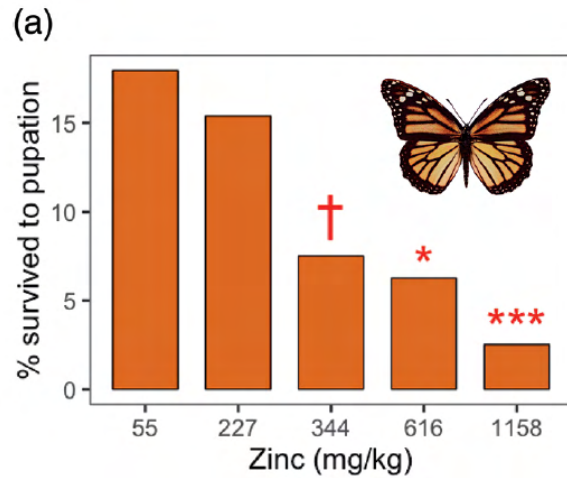 (a)
% survived to pupation
15
10
5
0
†
*
***
55 227 344 616 1158
Zinc (mg/kg)